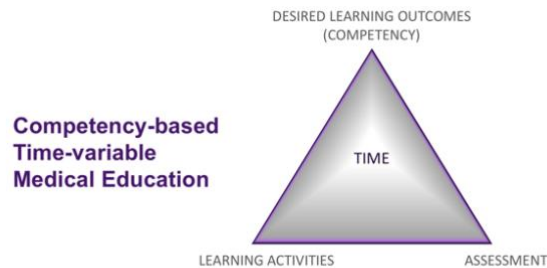 DESIRED LEARNING OUTCOMES
(COMPETENCY)
Competency-based
Time-variable
Medical Education
TIME
LEARNING ACTIVITIES
ASSESSMENT